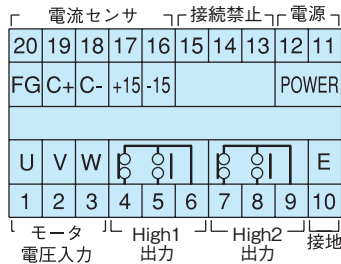 電流センサ 接続禁止 電源
20 19 18 17 16 15 14 13 12 11
FG C+ C- +15 -15 POWER
U V W E
1 2 3 4 5 6 7 8 9 10
モータ High1 High2 接地
電圧入力 出力 出力